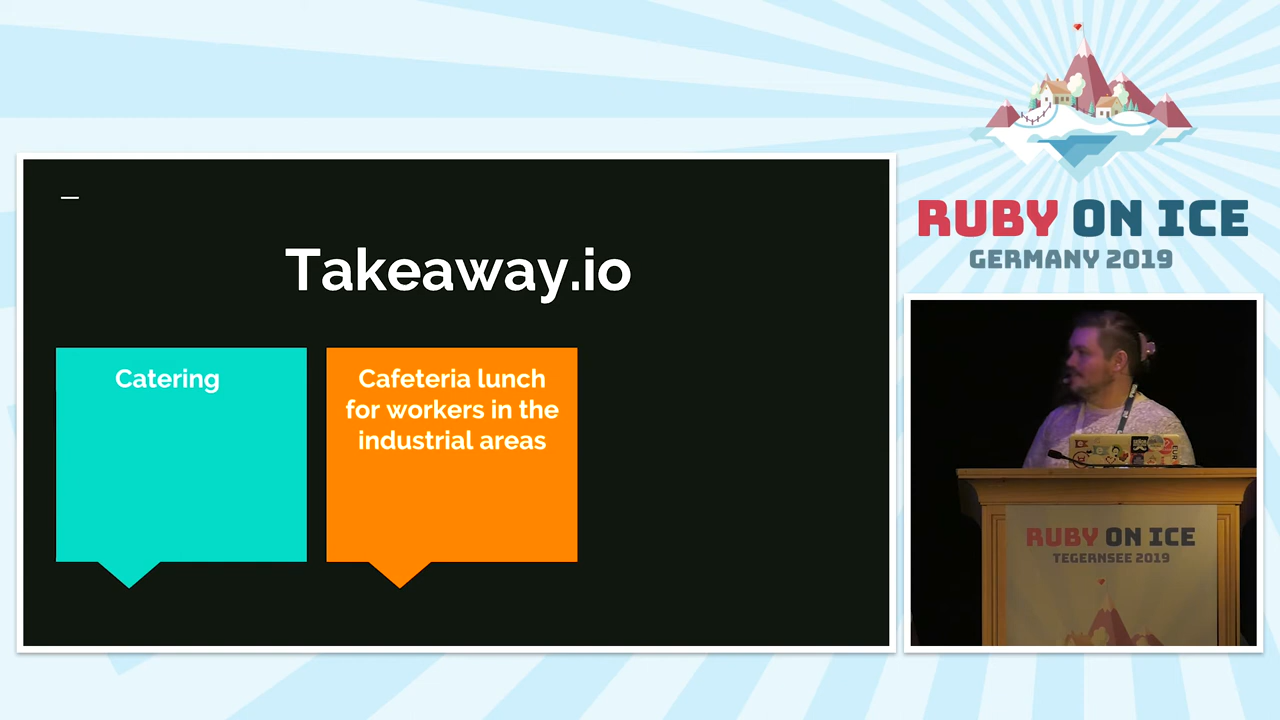 RUBY ON ICE
GERMANY 2019
Takeaway.io
Catering
Cafeteria lunch
for workers in the
industrial areas
RUBY ON ICE
TEGERNSEE 2019